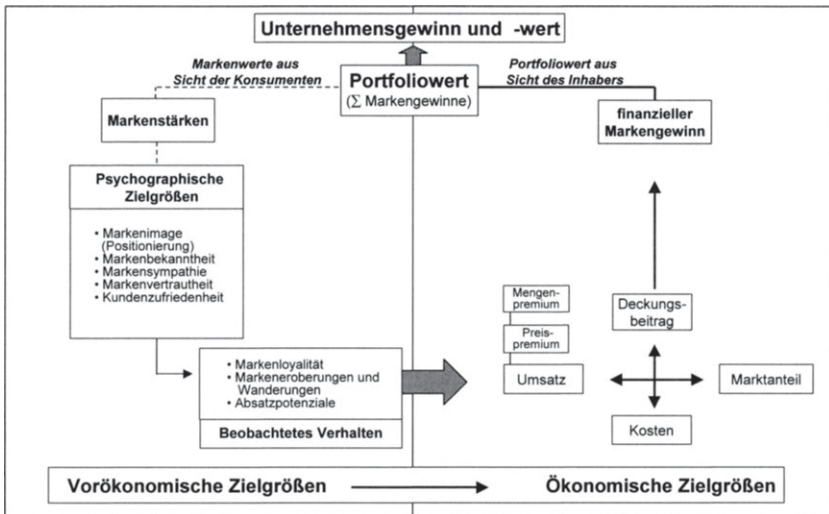 Unternehmensgewinn und -wert
Markenwerte aus
Sicht der Konsumenten
Portfoliowert
(∑ Markengewinne)
Portfoliowert aus
Sicht des Inhabers
Markenstärken
finanzieller
Markengewinn
Psychographische
Zielgrößen
• Markenimage
(Positionierung)
• Markenbekanntheit
• Markensympathie
• Markenvertrautheit
• Kundenzufriedenheit
• Markenloyalität
• Markeneroberungen und
Wanderungen
• Absatzpotenziale
Beobachtetes Verhalten
Mengen-
premium
Preis-
premium
Umsatz
Deckungs-
beitrag
Marktanteil
Kosten
Vorökonomische Zielgrößen
Ökonomische Zielgrößen